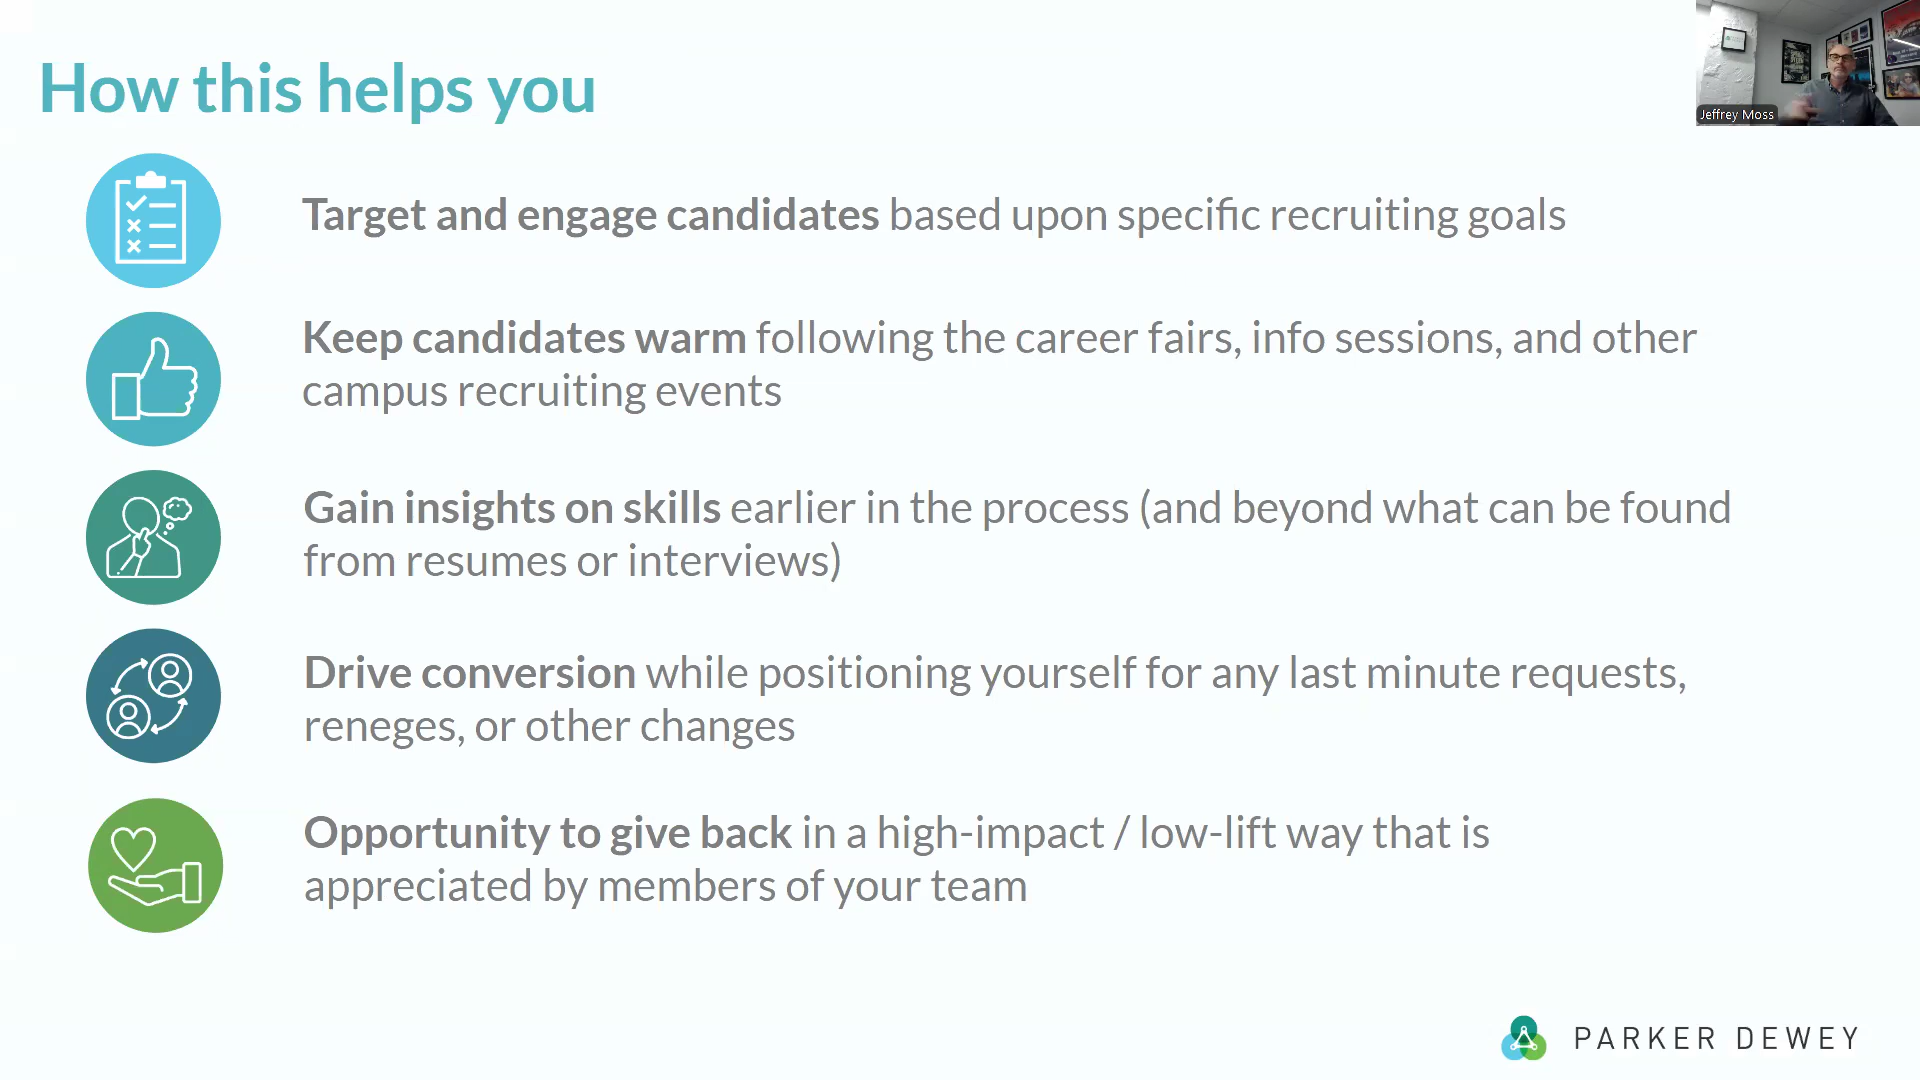 How this helps you
Jeffrey Moss
Target and engage candidates based upon specific recruiting goals
Keep candidates warm following the career fairs, info sessions, and other
campus recruiting events
Gain insights on skills earlier in the process (and beyond what can be found
from resumes or interviews)
Drive conversion while positioning yourself for any last minute requests,
reneges, or other changes
Opportunity to give back in a high-impact / low-lift way that is
appreciated by members of your team
PARKER DEWEY